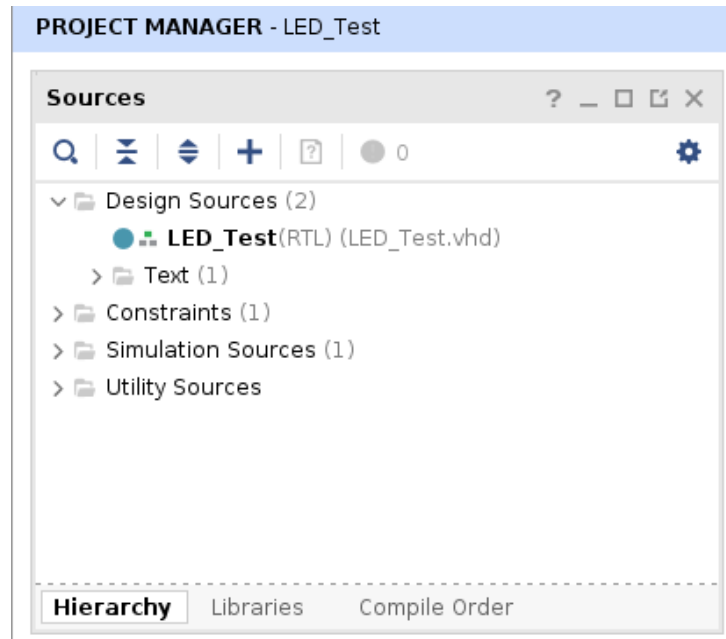 PROJECT MANAGER - LED_Test
Sources
? _
0
Design Sources (2)
LED_Test(RTL) (LED_Test.vhd)
Text (1)
Constraints (1)
Simulation Sources (1)
Utility Sources
Hierarchy Libraries Compile Order